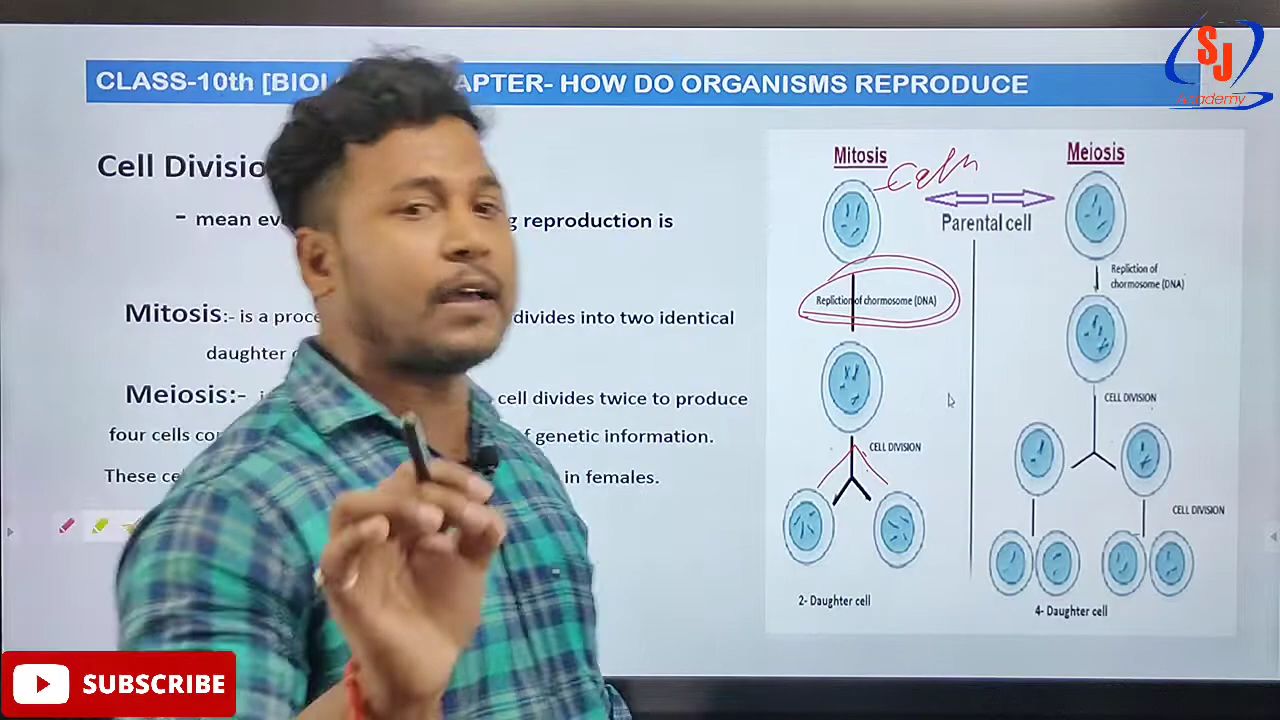 CLASS-10th [BIOL APTER- HOW DO ORGANISMS REPRODUCE
SJ
Academy
Cell Divisio
- mean ev g reproduction is
Mitosis:- is a proce divides into two identical
daughter
Meiosis:- cell divides twice to produce
four cells co f genetic information.
These ce in females.
Mitosis
Cell
Meiosis
Parental cell
Repliction of chormosome (DNA)
Repliction of
chormosome (DNA)
CELL DIVISION
CELL DIVISION
CELL DIVISION
2- Daughter cell
4- Daughter cell
SUBSCRIBE